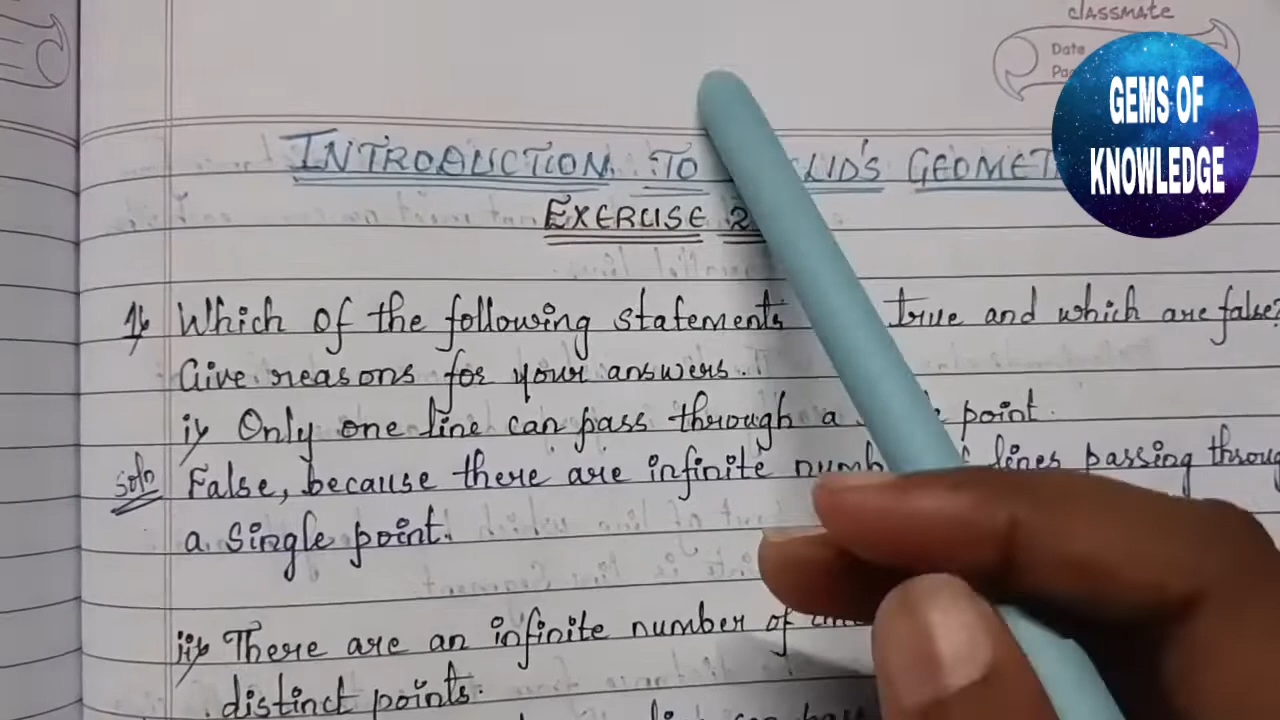 classmate
Date
GEMS OF
KNOWLEDGE
INTRODUCTION TO
EXERCISE 2
1) Which of the following statements true and which are false?
Give reasons for your answers.
i) Only one line can pass through a point.
Soln False, because there are infinite lines passing
a single point.
ii) There are an infinite number of
distinct points.